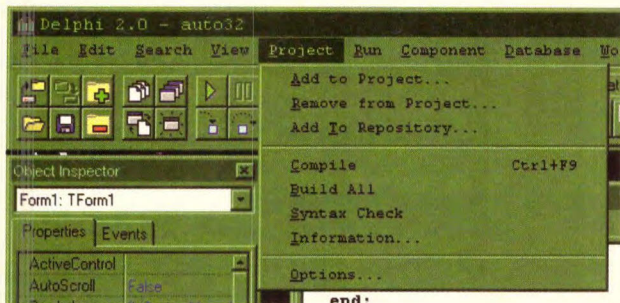 Delphi 2.0 - auto32
File Edit Search View Project Run Component Database Wo
Add to Project...
Remove from Project...
Add To Repository...
Compile Ctrl+F9
Build All
Syntax Check
Information...
Options...
Object Inspector
Form1: TForm1
Properties Events
ActiveControl
AutoScroll False
end;